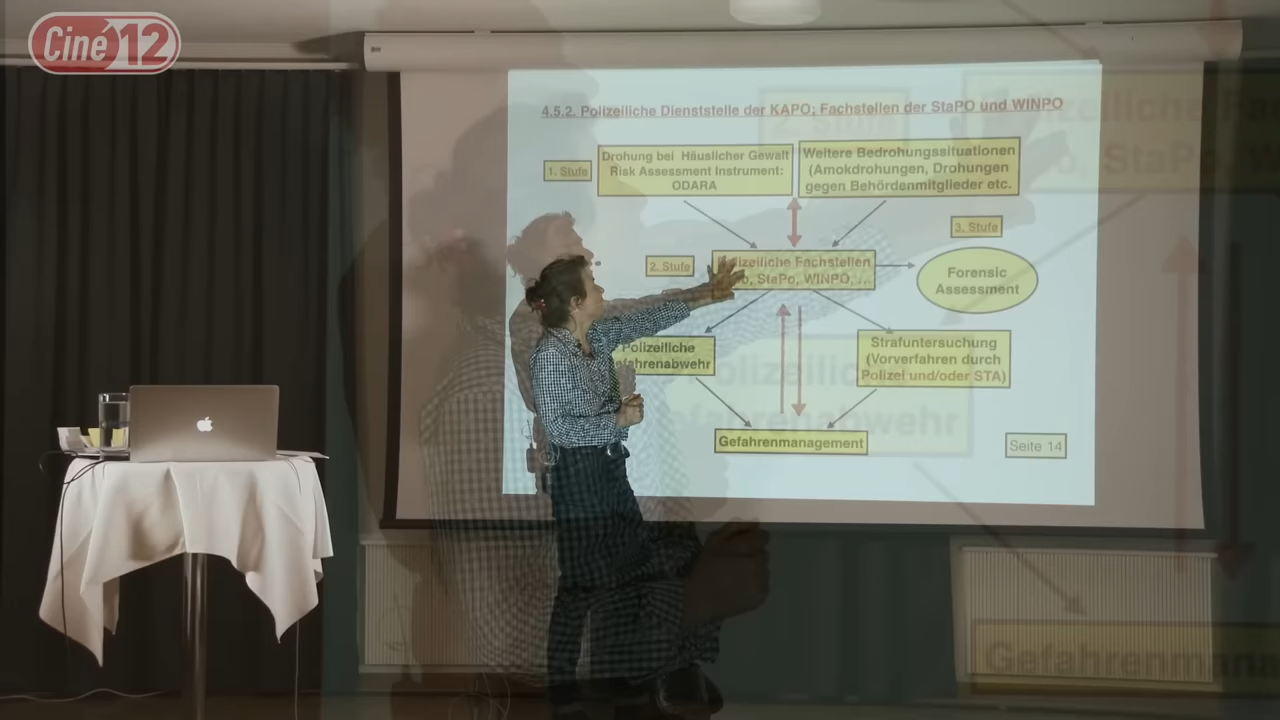 Ciné 12
4.5.2. Polizeiliche Dienststelle der KAPO; Fachstellen der StaPO und WINPO
1. Stufe
Drohung bei Häuslicher Gewalt
Risk Assessment Instrument:
ODARA
Weitere Bedrohungssituationen
(Amokdrohungen, Drohungen
gegen Behördenmitglieder etc.
3. Stufe
2. Stufe
Fachstellen
StaPo, WINPO, ...
Forensic
Assessment
Polizeiliche
efahrenabwehr
Strafuntersuchung
(Vorverfahren durch
Polizei und/oder STA)
Gefahrenmanagement
Seite 14